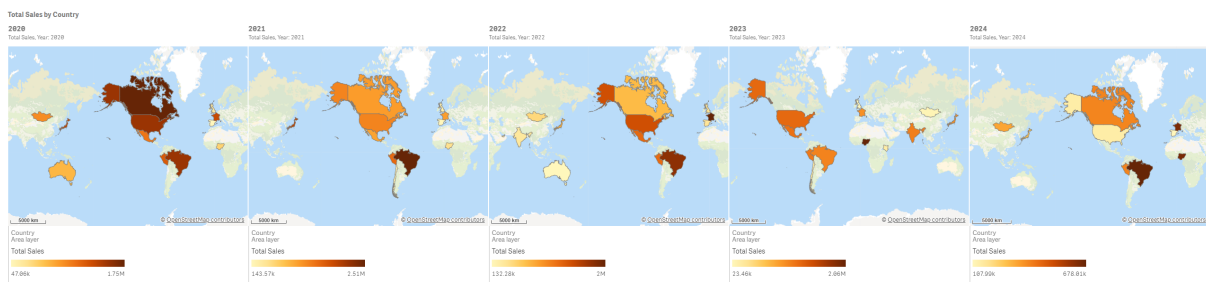 Total Sales by Country
2020
Total Sales, Year: 2020
5000 km
© OpenStreetMap contributors
Country
Area layer
Total Sales
47.06k 1.75M
2021
Total Sales, Year: 2021
5000 km
© OpenStreetMap contributors
Country
Area layer
Total Sales
143.57k 2.51M
2022
Total Sales, Year: 2022
5000 km
© OpenStreetMap contributors
Country
Area layer
Total Sales
132.38k 2M
2023
Total Sales, Year: 2023
5000 km
© OpenStreetMap contributors
Country
Area layer
Total Sales
23.46k 2.06M
2024
Total Sales, Year: 2024
5000 km
© OpenStreetMap contributors
Country
Area layer
Total Sales
107.99k 678.01k